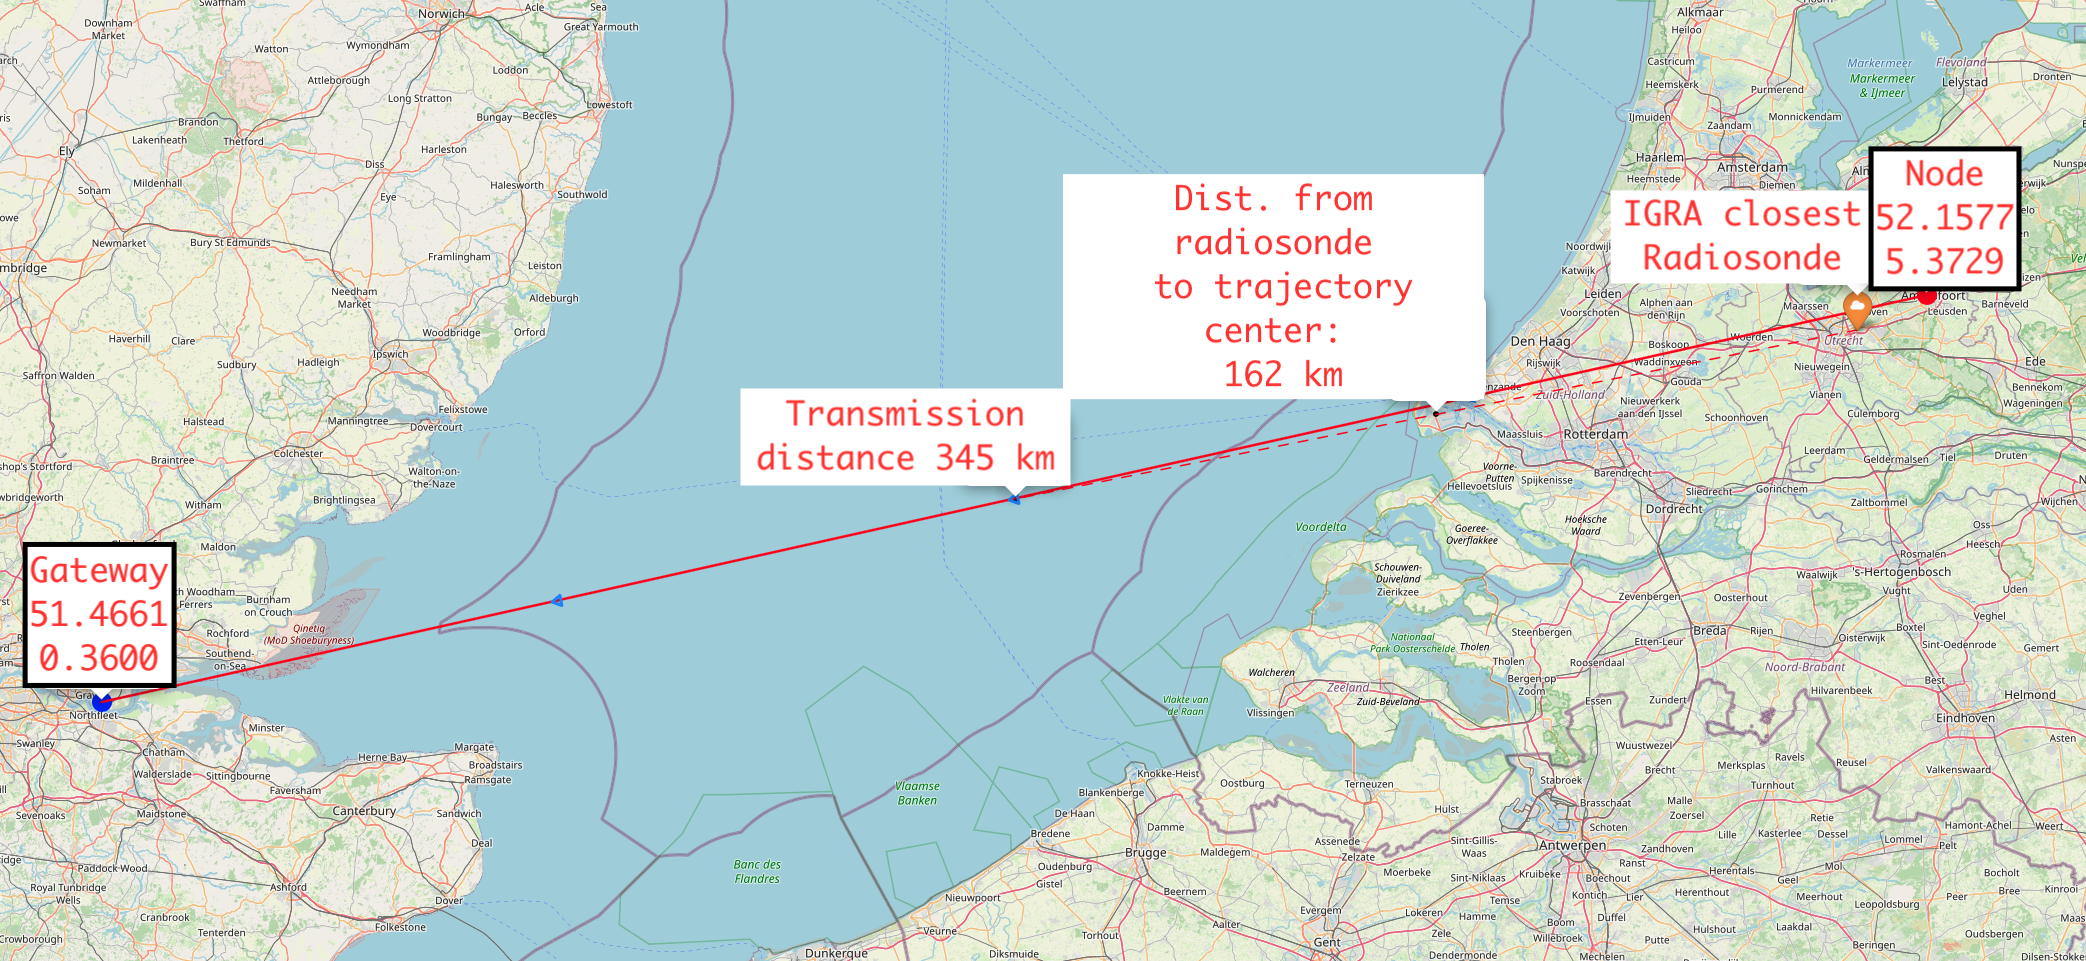 Node
52.1577
5.3729
IGRA closest
Radiosonde
Dist. from
radiosonde
to trajectory
center:
162 km
Transmission
distance 345 km
Gateway
51.4661
0.3600
Norwich
Acle
Sea
Great Yarmouth
Swaffham
Downham
Market
Watton
Wymondham
Loddon
Attleborough
Long Stratton
Lowestoft
Bungay
Beccles
Brandon
Lakenheath
Thetford
Harleston
Ely
Diss
Mildenhall
Eye
Halesworth
Soham
Southwold
Newmarket
Bury St Edmunds
Framlingham
Leiston
Needham
Market
Aldeburgh
Woodbridge
Orford
Haverhill
Clare
Ipswich
Hadleigh
Sudbury
Saffron Walden
Felixstowe
Halstead
Manningtree
Dovercourt
Braintree
Colchester
Walton-on-
the-Naze
Brightlingsea
Witham
Maldon
Burnham
on Crouch
Rochford
Southend-
on-Sea
Qinetiq
(MoD Shoeburyness)
Northfleet
Minster
Swanley
Chatham
Herne Bay
Margate
Broadstairs
Ramsgate
Walderslade
Sittingbourne
Faversham
Canterbury
Sandwich
Sevenoaks
Maidstone
Deal
Paddock Wood
Royal Tunbridge
Wells
Ashford
Dover
Cranbrook
Folkestone
Tenterden
Crowborough
Banc des
Flandres
Vlaamse
Banken
Vlakte van
de Raan
Voordelta
Alkmaar
Heiloo
Castricum
Heemskerk
Markermeer
Markermeer
& IJmeer
Flevoland
Lelystad
Dronten
Purmerend
IJmuiden
Zaandam
Monnickendam
Haarlem
Amsterdam
Heemstede
Diemen
Noordwijk
Katwijk
Leiden
Voorschoten
Alphen aan
den Rijn
Maarssen
Leusden
Barneveld
Den Haag
Boskoop
Woerden
Utrecht
Rijswijk
Waddinxveen
Gouda
Nieuwegein
Ede
Zuid-Holland
Vianen
Bennekom
Wageningen
Nieuwerkerk
aan den IJssel
Schoonhoven
Culemborg
Maassluis
Rotterdam
Leerdam
Geldermalsen
Tiel
Druten
Voorne-
Putten
Spijkenisse
Barendrecht
Hellevoetsluis
Sliedrecht
Gorinchem
Zaltbommel
Wijchen
Dordrecht
Goeree-
Overflakkee
Hoeksche
Waard
Oss
Heesch
Rosmalen
's-Hertogenbosch
Schouwen-
Duiveland
Zierikzee
Waalwijk
Vught
Uden
Zevenbergen
Oosterhout
Veghel
Steenbergen
Breda
Rijen
Boxtel
Etten-Leur
Oisterwijk
Sint-Oedenrode
Gemert
Nationaal
Park Oosterschelde
Tholen
Tholen
Roosendaal
Noord-Brabant
Walcheren
Zeeland
Zuid-Beveland
Bergen op
Zoom
Best
Hilvarenbeek
Helmond
Vlissingen
Essen
Zundert
Eindhoven
Asten
Wuustwezel
Ravels
Reusel
Valkenswaard
Brecht
Merksplas
Turnhout
Knokke-Heist
Oostburg
Terneuzen
Stabroek
Brasschaat
Malle
Zoersel
Retie
Hamont-Achel
Weert
Blankenberge
De Haan
Hulst
Schoten
Lille
Kasterlee
Dessel
Lommel
Pelt
Bredene
Damme
Assenede
Zelzate
Sint-Gillis-
Waas
Antwerpen
Zandhoven
Brugge
Maldegem
Ranst
Herentals
Mol
Bocholt
Oudenburg
Gistel
Moerbeke
Sint-Niklaas
Kruibeke
Boechout
Geel
Balen
Bree
Kinrooi
Nieuwpoort
Beernem
Temse
Kontich
Lier
Herenthout
Leopoldsburg
Evergem
Lokeren
Hamme
Boom
Duffel
Oudsbergen
Veurne
Torhout
Zele
Willebroek
Putte
Hulshout
Laakdal
Beringen
Dunkerque
Diksmuide
Gent
Dendermonde
Mechelen